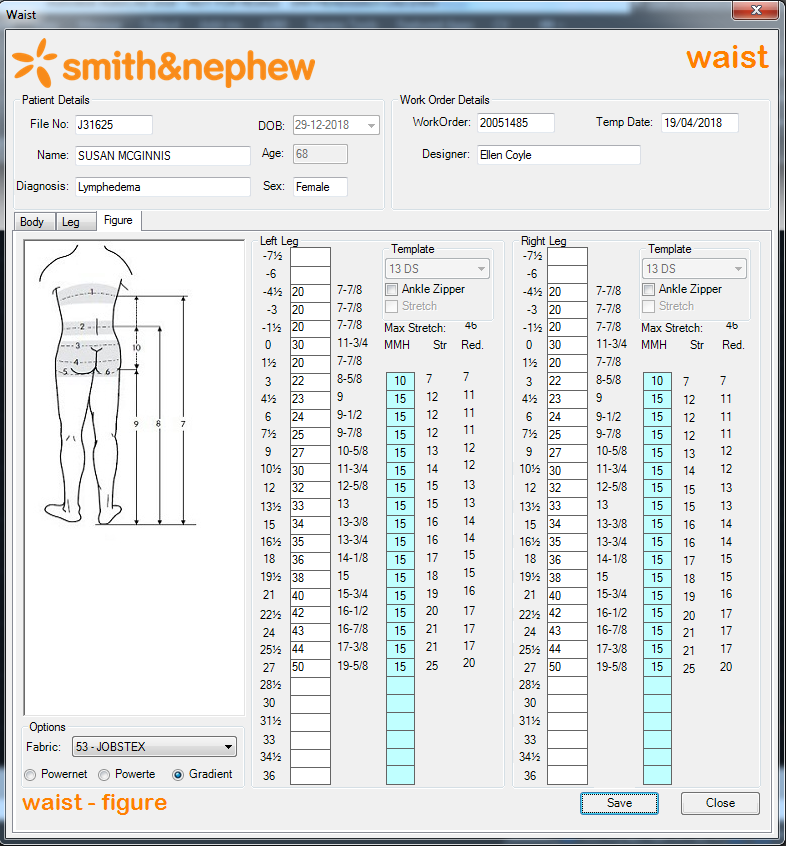 Waist
smith&nephew
waist
Patient Details
File No: J31625 DOB: 29-12-2018
Name: SUSAN MCGINNIS Age: 68
Diagnosis: Lymphedema Sex: Female
Work Order Details
WorkOrder: 20051485 Temp Date: 19/04/2018
Designer: Ellen Coyle
Body Leg Figure
1
2
3
4
5 6
10
9 8 7
Options
Fabric: 53 - JOBSTEX
Powernet Powerte Gradient
waist - figure
Left Leg
Template
13 DS
Ankle Zipper
Stretch
Max Stretch: 46
MMH Str Red.
-7½
-6
-4½ 20 7-7/8
-3 20 7-7/8
-1½ 20 7-7/8
0 30 11-3/4
1½ 20 7-7/8
3 22 8-5/8 10 7 7
4½ 23 9 15 12 11
6 24 9-1/2 15 12 11
7½ 25 9-7/8 15 12 11
9 27 10-5/8 15 13 12
10½ 30 11-3/4 15 14 12
12 32 12-5/8 15 15 13
13½ 33 13 15 15 13
15 34 13-3/8 15 16 14
16½ 35 13-3/4 15 16 14
18 36 14-1/8 15 17 15
19½ 38 15 15 18 15
21 40 15-3/4 15 19 16
22½ 42 16-1/2 15 20 17
24 43 16-7/8 15 21 17
25½ 44 17-3/8 15 21 17
27 50 19-5/8 15 25 20
28½
30
31½
33
34½
36
Right Leg
Template
13 DS
Ankle Zipper
Stretch
Max Stretch: 46
MMH Str Red.
-7½
-6
-4½ 20 7-7/8
-3 20 7-7/8
-1½ 20 7-7/8
0 30 11-3/4
1½ 20 7-7/8
3 22 8-5/8 10 7 7
4½ 23 9 15 12 11
6 24 9-1/2 15 12 11
7½ 25 9-7/8 15 12 11
9 27 10-5/8 15 13 12
10½ 30 11-3/4 15 14 12
12 32 12-5/8 15 15 13
13½ 33 13 15 15 13
15 34 13-3/8 15 16 14
16½ 35 13-3/4 15 16 14
18 36 14-1/8 15 17 15
19½ 38 15 15 18 15
21 40 15-3/4 15 19 16
22½ 42 16-1/2 15 20 17
24 43 16-7/8 15 21 17
25½ 44 17-3/8 15 21 17
27 50 19-5/8 15 25 20
28½
30
31½
33
34½
36
Save Close